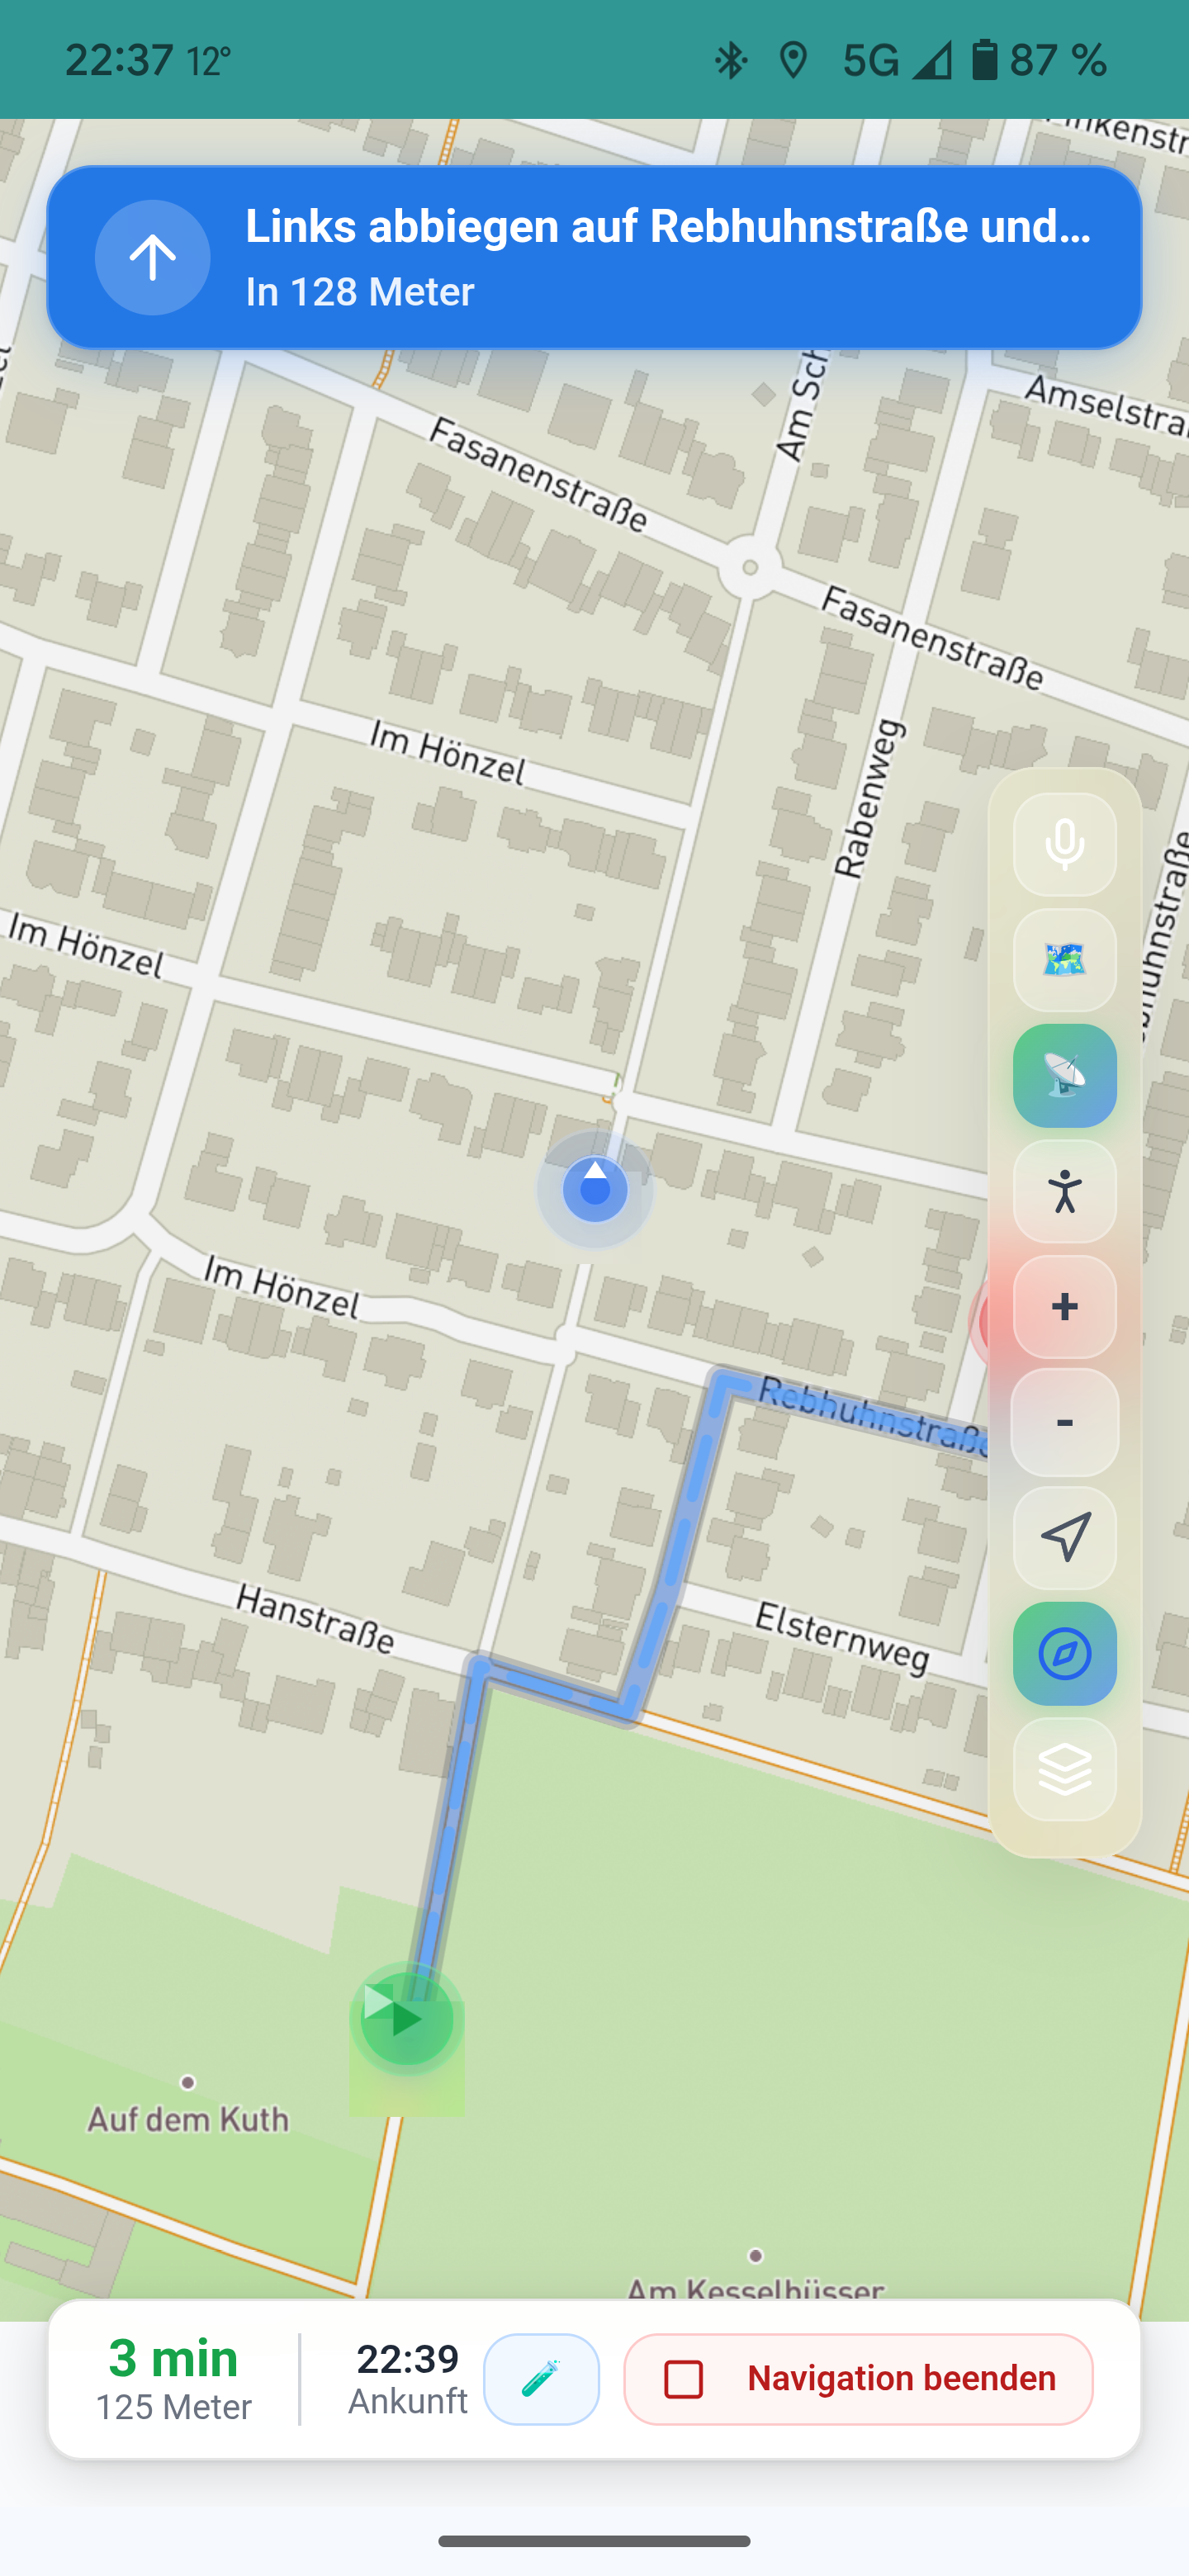 22:37 12° 5G 87 %
Links abbiegen auf Rebhuhnstraße und…
In 128 Meter
Am Sch
Amselstra
Fasanenstraße
Fasanenstraße
Im Hönzel
Rabenweg
Im Hönzel
Im Hönzel
Rebhuhnstraße
Hanstraße
Elsternweg
+
-
Auf dem Kuth
Am Kesselhüsser
3 min
125 Meter
22:39
Ankunft
Navigation beenden